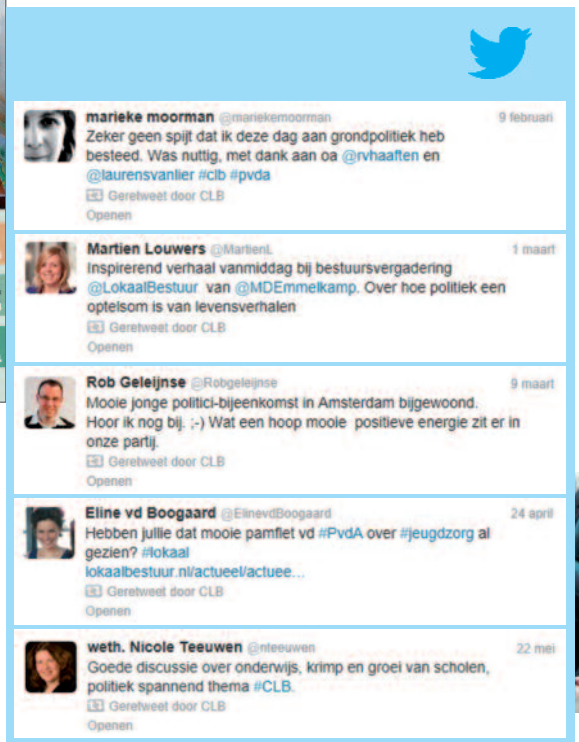 marieke moorman @mariekemoorman 9 februari
Zeker geen spijt dat ik deze dag aan grondpolitiek heb
besteed. Was nuttig, met dank aan oa @rvhaaften en
@laurensvanlier #clb #pvda
Geretweet door CLB
Openen
Martien Louwers @MartienL 1 maart
Inspirerend verhaal vanmiddag bij bestuursvergadering
@LokaalBestuur van @MDEmmelkamp. Over hoe politiek een
optelsom is van levensverhalen
Geretweet door CLB
Openen
Rob Geleijnse @Robgeleijnse 9 maart
Mooie jonge politici-bijeenkomst in Amsterdam bijgewoond.
Hoor ik nog bij. ;-) Wat een hoop mooie positieve energie zit er in
onze partij.
Geretweet door CLB
Openen
Eline vd Boogaard @ElinevdBoogaard 24 april
Hebben jullie dat mooie pamflet vd #PvdA over #jeugdzorg al
gezien? #lokaal
lokaalbestuur.nl/actueel/actuee...
Geretweet door CLB
Openen
weth. Nicole Teeuwen @nteeuwen 22 mei
Goede discussie over onderwijs, krimp en groei van scholen,
politiek spannend thema #CLB.
Geretweet door CLB
Openen